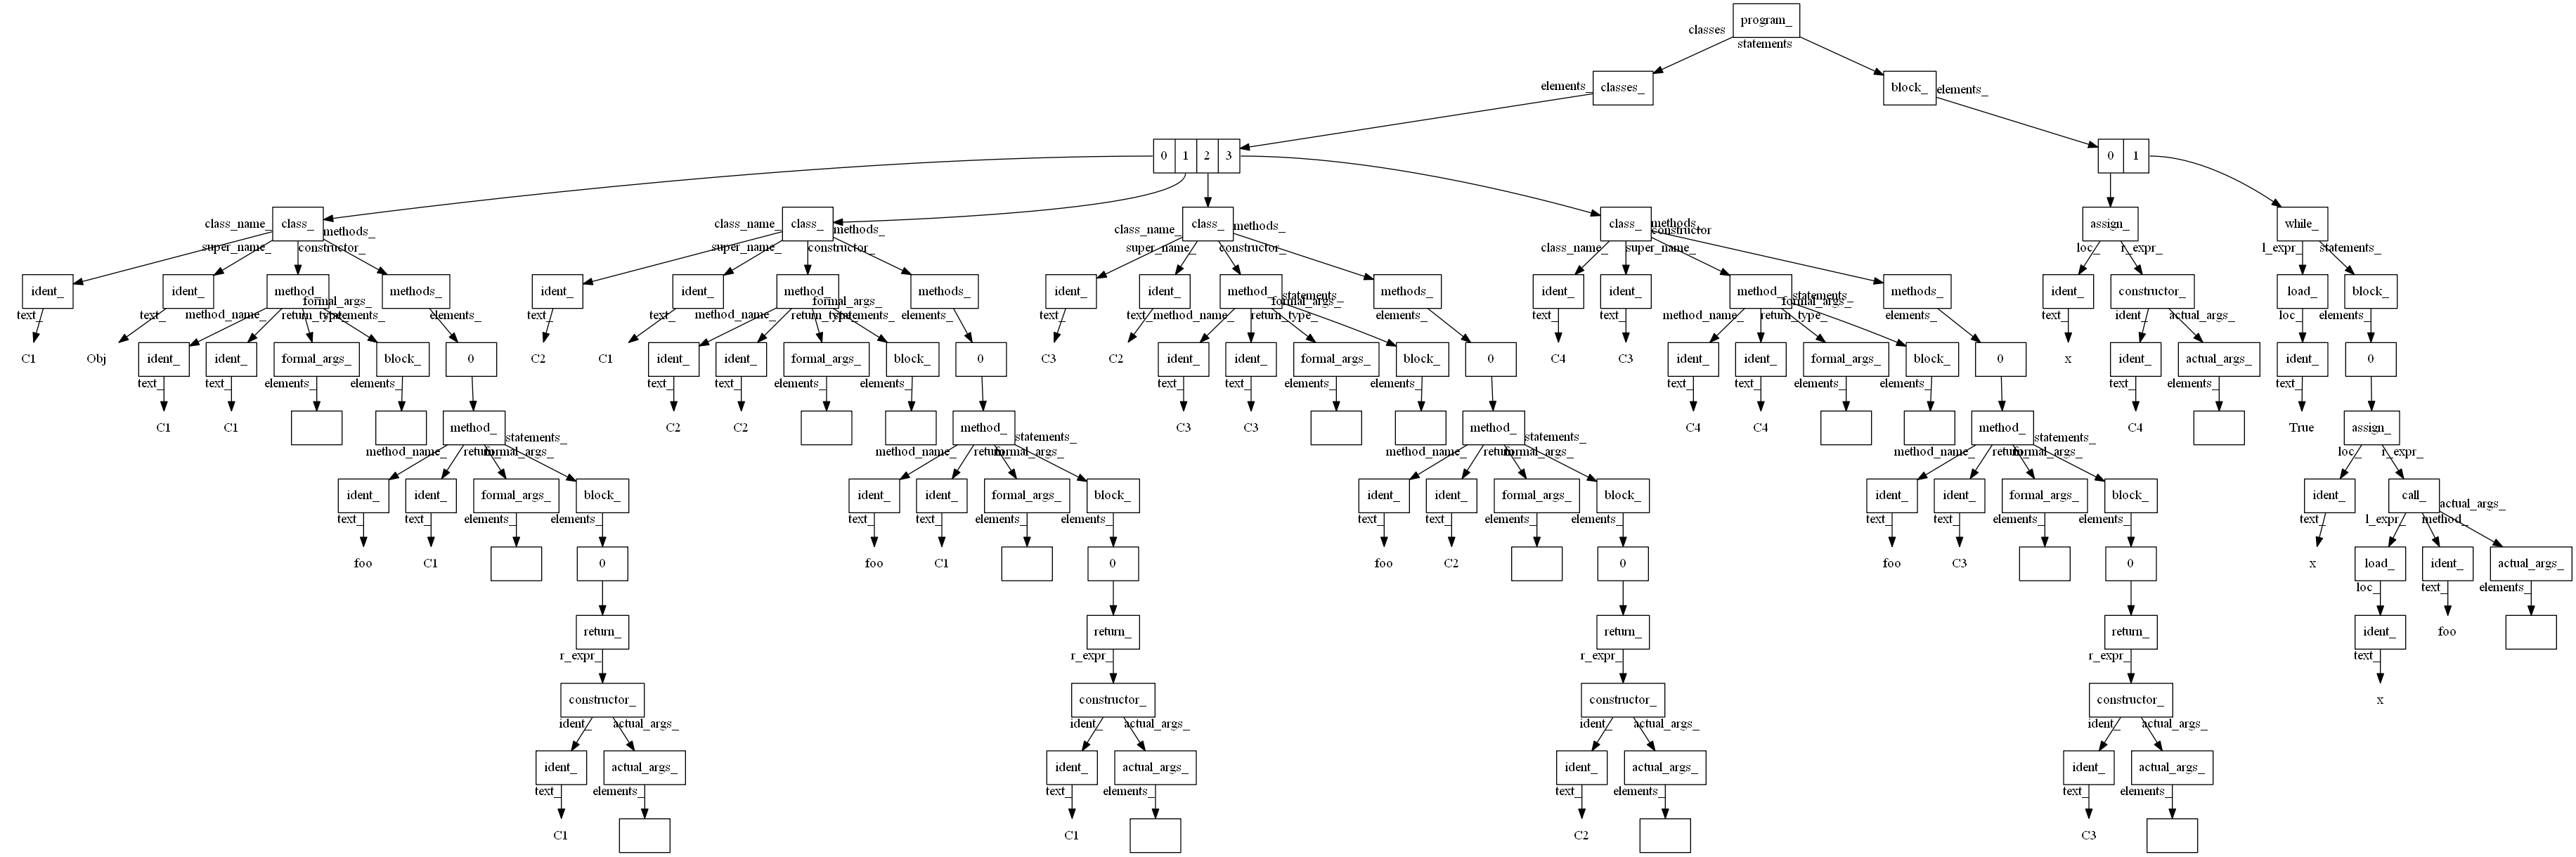 program_
classes
statements
elements_ classes_ block_ elements_
0 1 2 3 0 1
class_name_ class_ methods_ class_name_ class_ methods_ class_name_ class_ methods_ class_ methods_ assign_ while_
super_name_ constructor_ super_name_ constructor_ super_name_ constructor_ class_name_ super_name_ constructor loc_ r_expr_ l_expr_ statements_
ident_ ident_ method_ methods_ ident_ ident_ method_ methods_ ident_ ident_ method_ methods_ ident_ ident_ method_ methods_ ident_ constructor_ load_ block_
text_ text_ method_name_ return_type_ formal_args_ statements_ elements_ text_ text_ method_name_ return_type_ formal_args_ statements_ elements_ text_ text_ method_name_ return_type_ formal_args_ statements_ elements_ text_ text_ method_name_ return_type_ formal_args_ statements_ elements_ text_ ident_ actual_args_ loc_ elements_
C1 Obj ident_ ident_ formal_args_ block_ 0 C2 C1 ident_ ident_ formal_args_ block_ 0 C3 C2 ident_ ident_ formal_args_ block_ 0 C4 C3 ident_ ident_ formal_args_ block_ 0 x ident_ actual_args_ ident_ 0
text_ text_ elements_ elements_ text_ text_ elements_ elements_ text_ text_ elements_ elements_ text_ text_ elements_ elements_ text_ elements_ text_
C1 C1 method_ C2 C2 method_ C3 C3 method_ C4 C4 method_ C4 True assign_
method_name_ return formal_args_ statements_ method_name_ return formal_args_ statements_ method_name_ return formal_args_ statements_ method_name_ return formal_args_ statements_ loc_ r_expr_
ident_ ident_ formal_args_ block_ ident_ ident_ formal_args_ block_ ident_ ident_ formal_args_ block_ ident_ ident_ formal_args_ block_ ident_ call_
text_ text_ elements_ elements_ text_ text_ elements_ elements_ text_ text_ elements_ elements_ text_ text_ elements_ elements_ text_ l_expr_ method_ actual_args_
foo C1 0 foo C1 0 foo C2 0 foo C3 0 x load_ ident_ actual_args_
loc_ text_ elements_
return_ return_ return_ return_ ident_ foo
r_expr_ r_expr_ r_expr_ r_expr_ text_
constructor_ constructor_ constructor_ constructor_ x
ident_ actual_args_ ident_ actual_args_ ident_ actual_args_ ident_ actual_args_
ident_ actual_args_ ident_ actual_args_ ident_ actual_args_ ident_ actual_args_
text_ elements_ text_ elements_ text_ elements_ text_ elements_
C1 C1 C2 C3